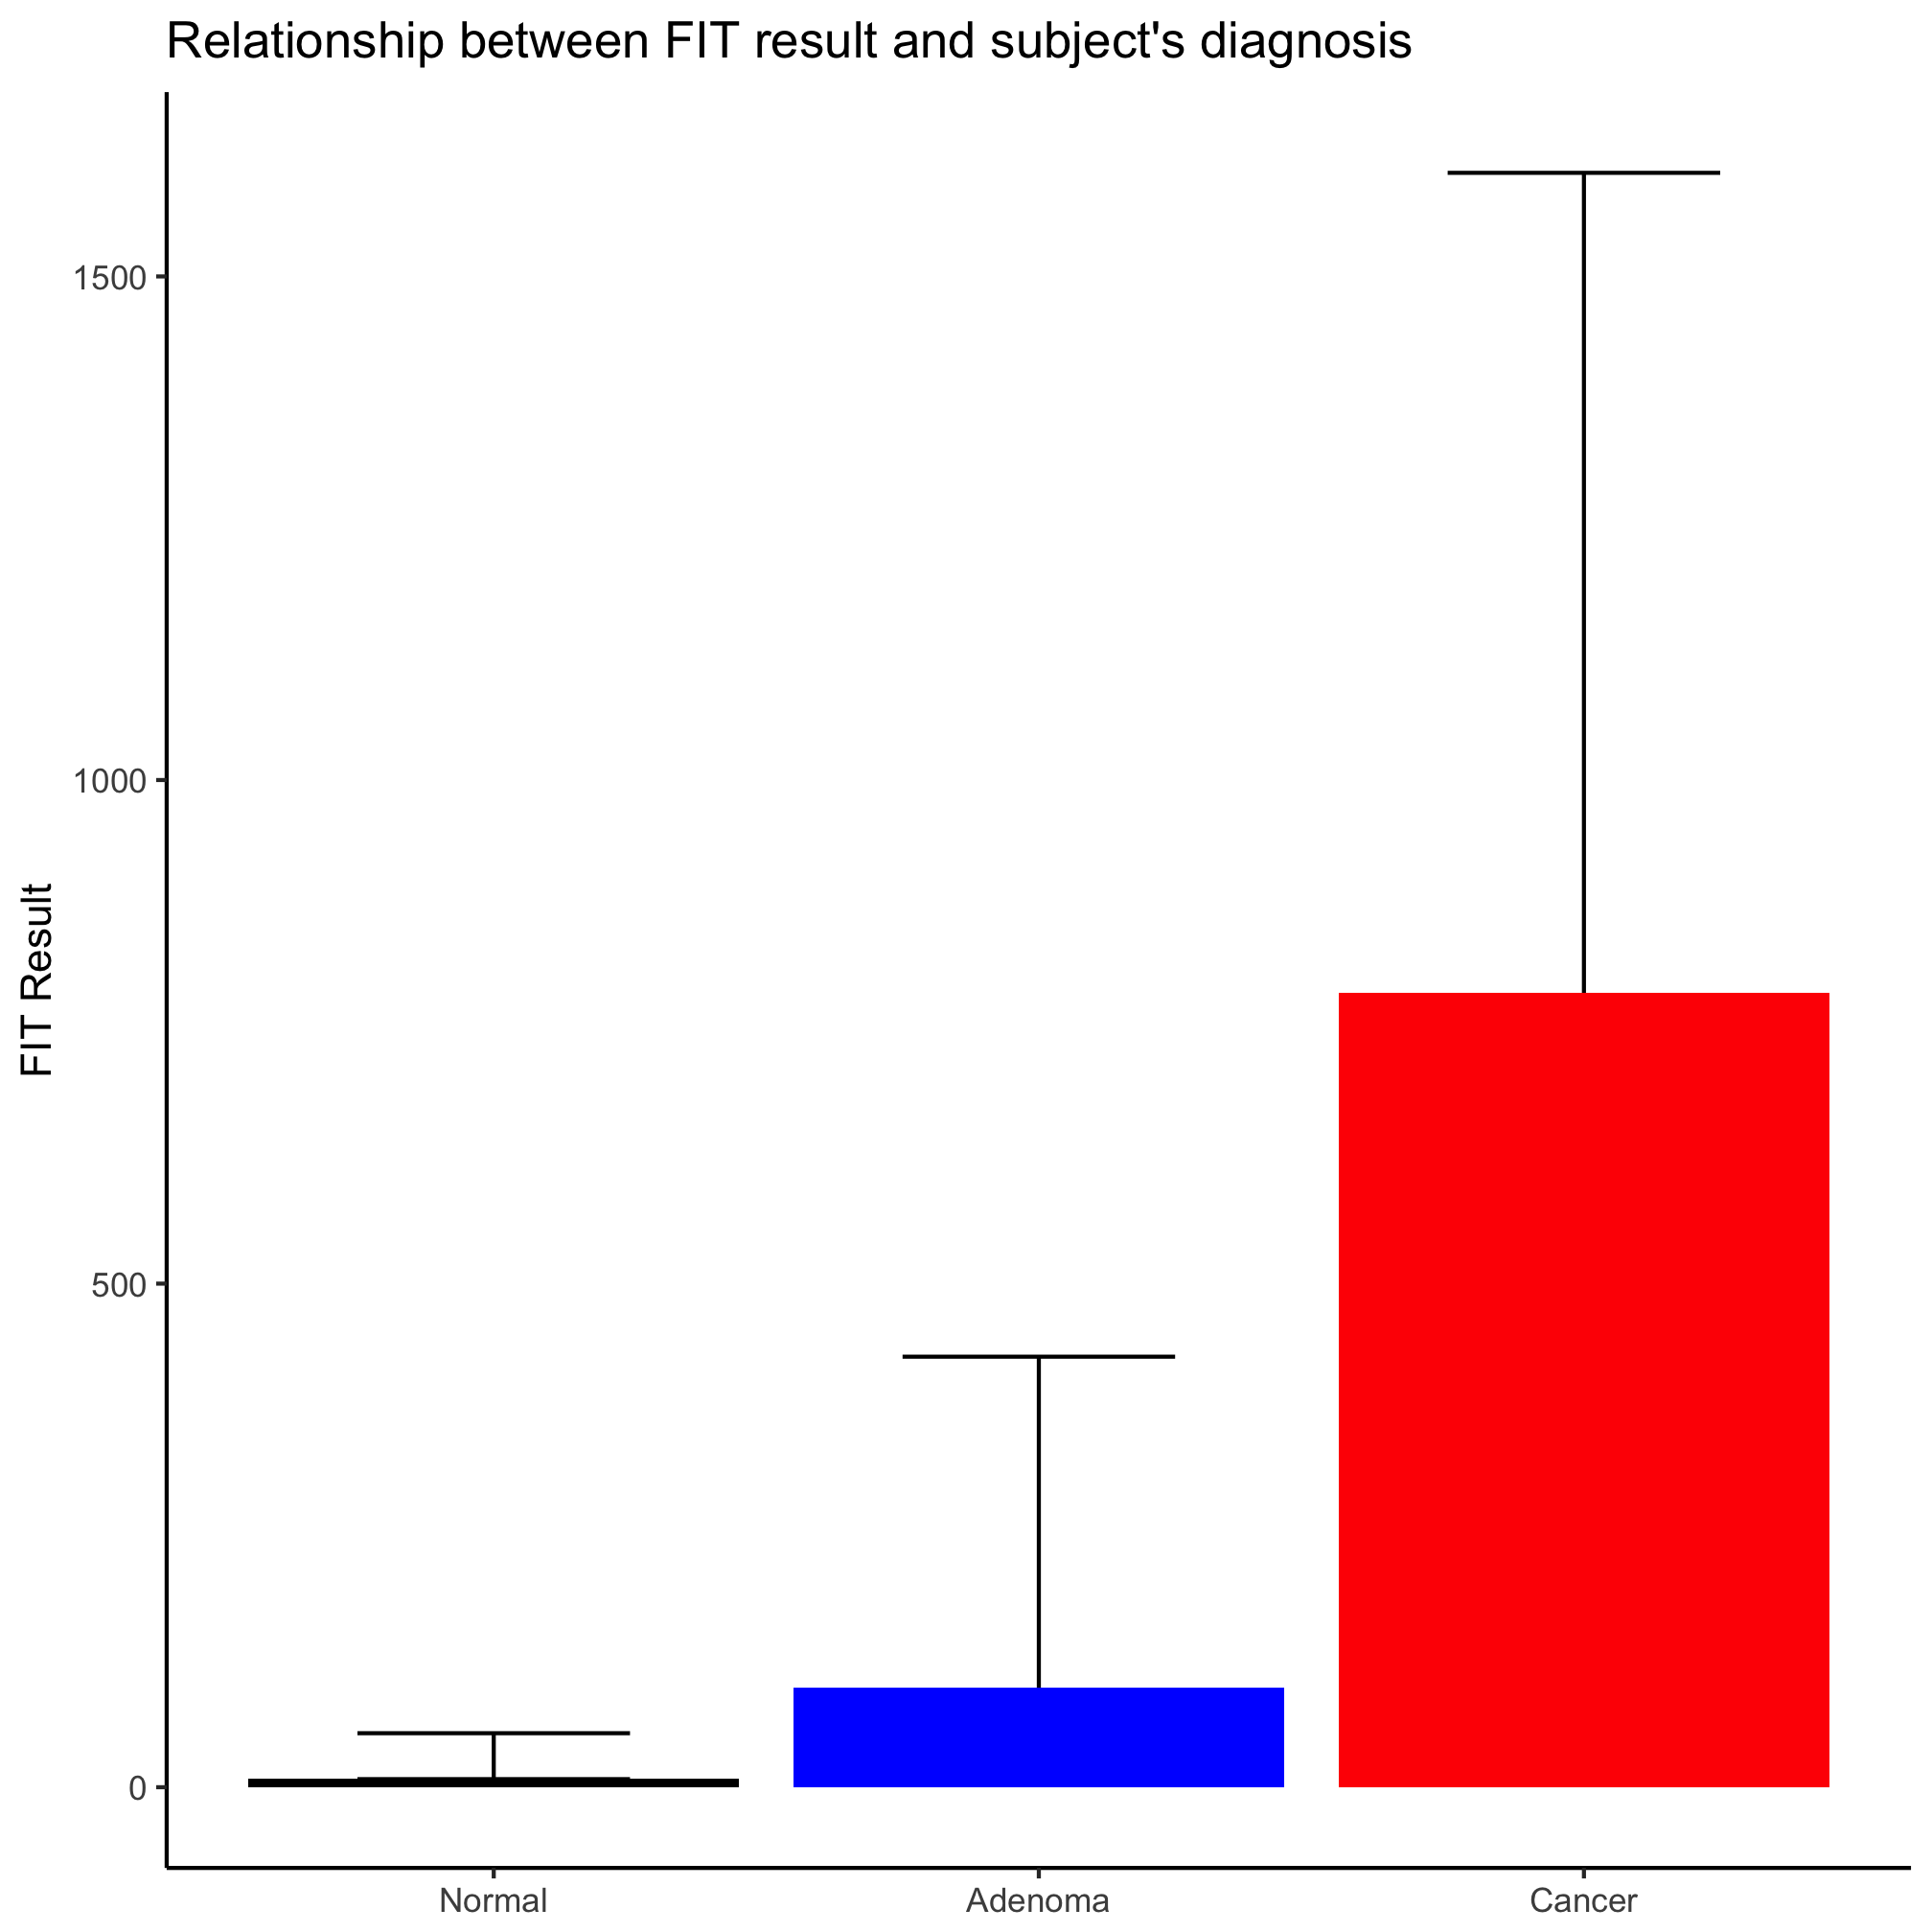 Relationship between FIT result and subject's diagnosis
FIT Result
1500
1000
500
0
Normal
Adenoma
Cancer